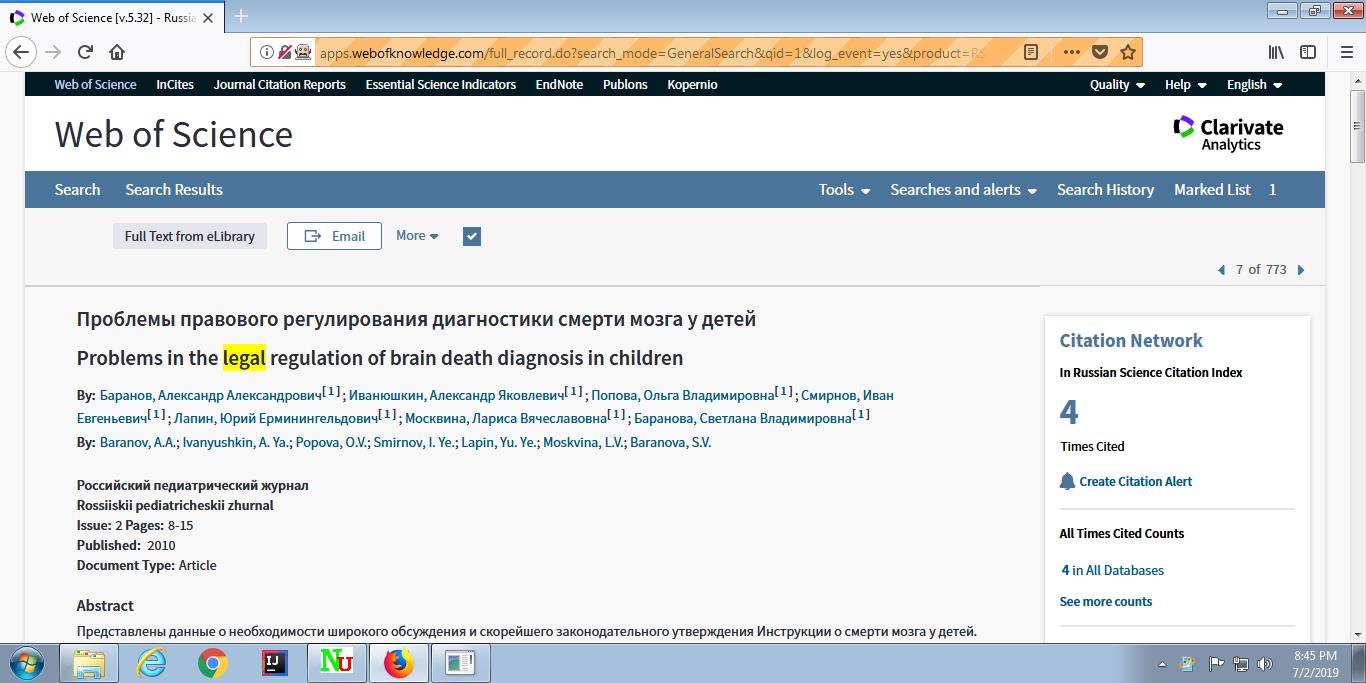 Web of Science [v.5.32] - Russia
apps.webofknowledge.com/full_record.do?search_mode=GeneralSearch&qid=1&log_event=yes&product=RS
Web of Science InCites Journal Citation Reports Essential Science Indicators EndNote Publons Kopernio Quality Help English
Web of Science
Clarivate
Analytics
Search Search Results Tools Searches and alerts Search History Marked List 1
Full Text from eLibrary Email More
7 of 773
Проблемы правового регулирования диагностики смерти мозга у детей
Problems in the legal regulation of brain death diagnosis in children
By: Баранов, Александр Александрович[1]; Иванюшкин, Александр Яковлевич[1]; Попова, Ольга Владимировна[1]; Смирнов, Иван
Евгеньевич[1]; Лапин, Юрий Ерминингельдович[1]; Москвина, Лариса Вячеславовна[1]; Баранова, Светлана Владимировна[1]
By: Baranov, A.A.; Ivanyushkin, A. Ya.; Popova, O.V.; Smirnov, I. Ye.; Lapin, Yu. Ye.; Moskvina, L.V.; Baranova, S.V.
Российский педиатрический журнал
Rossiiskii pediatricheskii zhurnal
Issue: 2 Pages: 8-15
Published: 2010
Document Type: Article
Abstract
Представлены данные о необходимости широкого обсуждения и скорейшего законодательного утверждения Инструкции о смерти мозга у детей.
Citation Network
In Russian Science Citation Index
4
Times Cited
Create Citation Alert
All Times Cited Counts
4 in All Databases
See more counts
IJ
NU
8:45 PM
7/2/2019